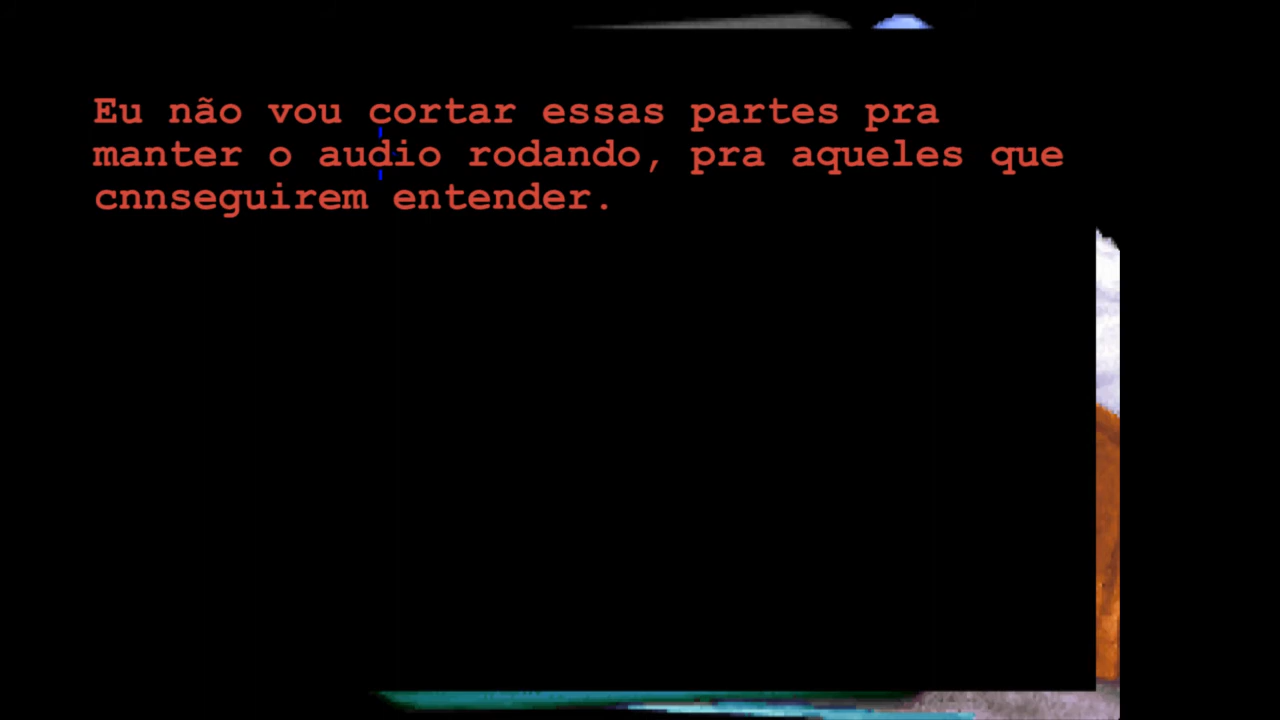 Eu não vou cortar essas partes pra
manter o audio rodando, pra aqueles que
cnnseguirem entender.